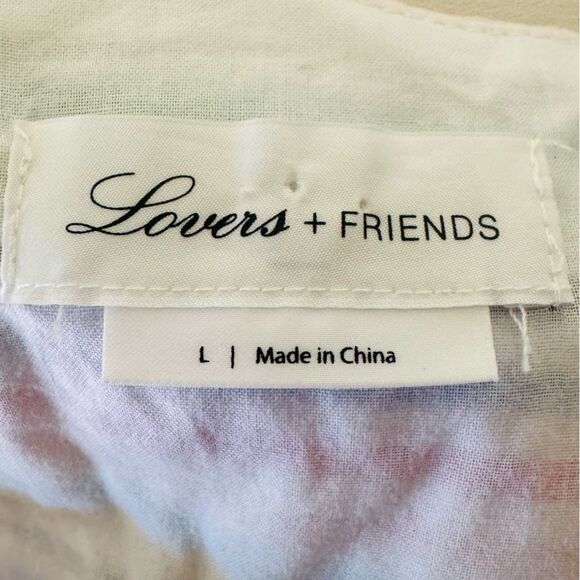 Lovers + FRIENDS
L | Made in China